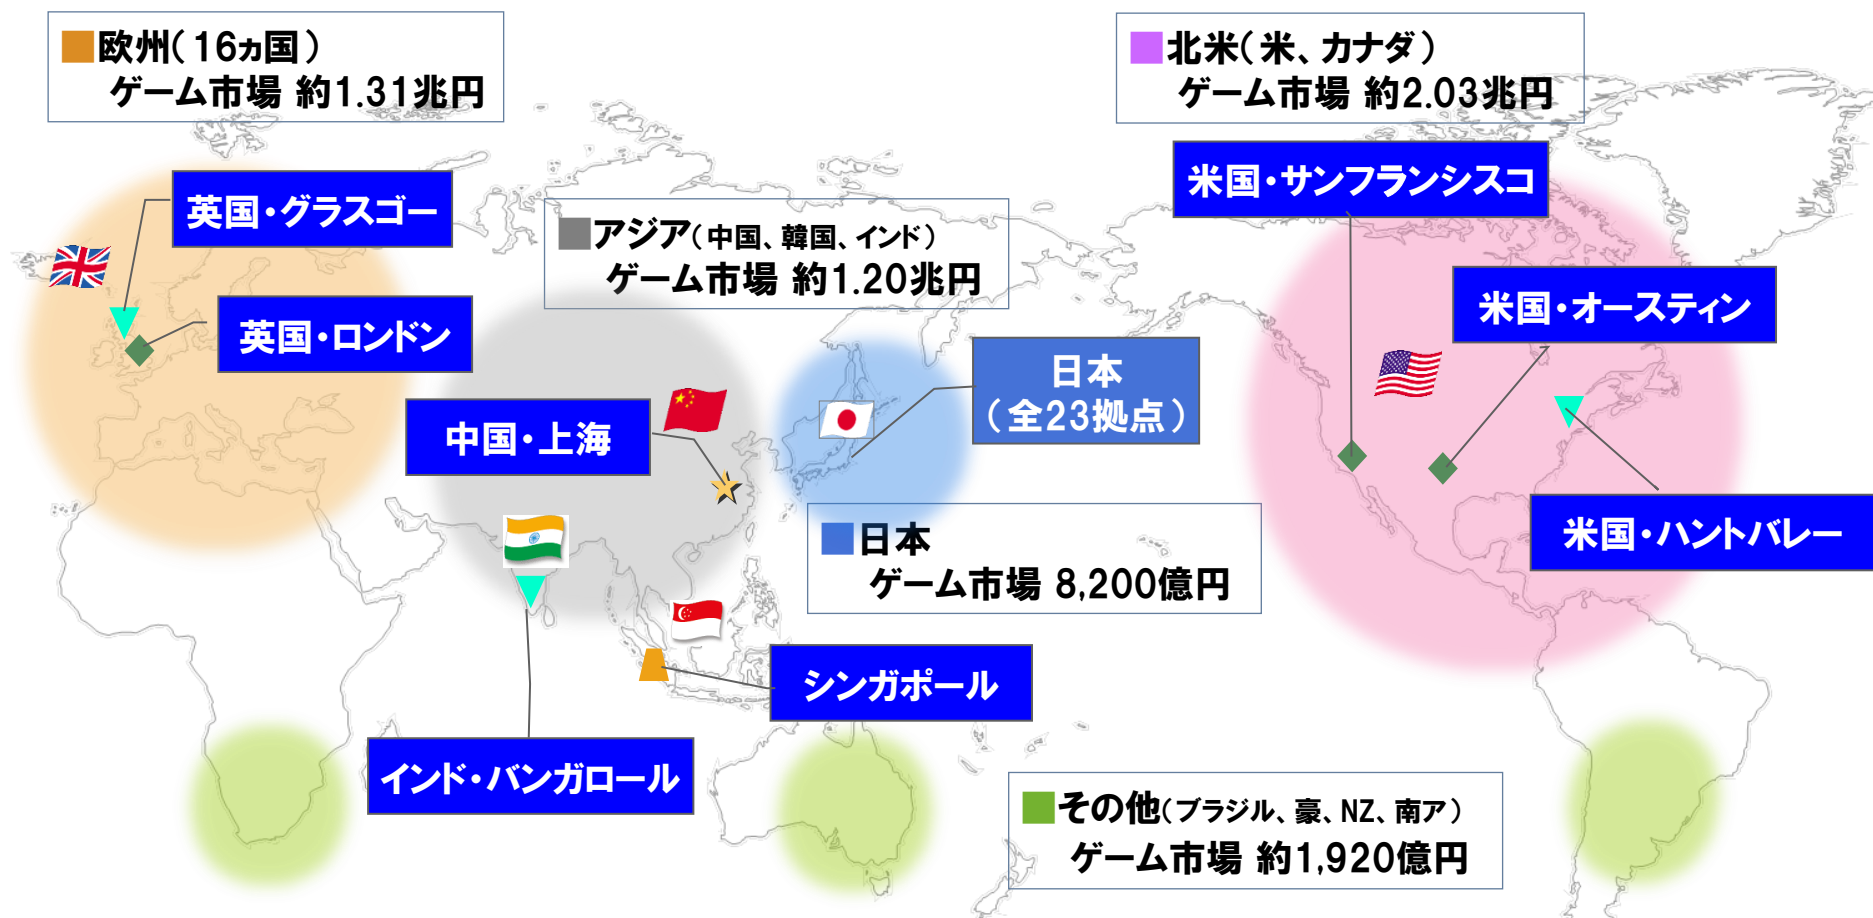 ■欧州(16ヵ国)
ゲーム市場 約1.31兆円
■北米(米、カナダ)
ゲーム市場 約2.03兆円
米国・サンフランシスコ
英国・グラスゴー
■アジア(中国、韓国、インド)
ゲーム市場 約1.20兆円
米国・オースティン
英国・ロンドン
日本
(全23拠点)
中国・上海
米国・ハントバレー
■日本
ゲーム市場 8,200億円
シンガポール
インド・バンガロール
■その他(ブラジル、豪、NZ、南ア)
ゲーム市場 約1,920億円